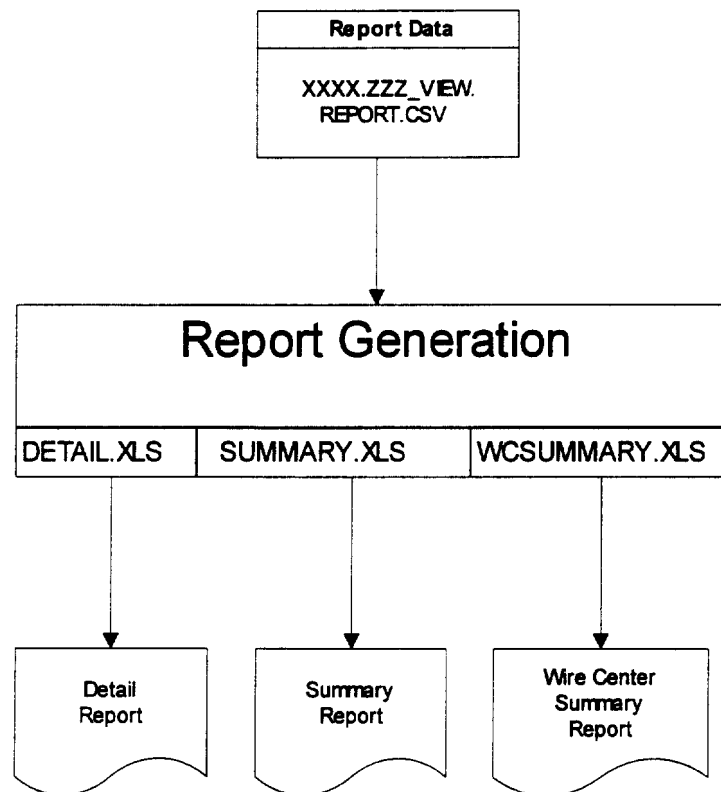 Report Data
XXXX.ZZZ_VIEW.
REPORT.CSV
Report Generation
DETAIL.XLS
SUMMARY.XLS
WCSUMMARY.XLS
Detail
Report
Summary
Report
Wire Center
Summary
Report